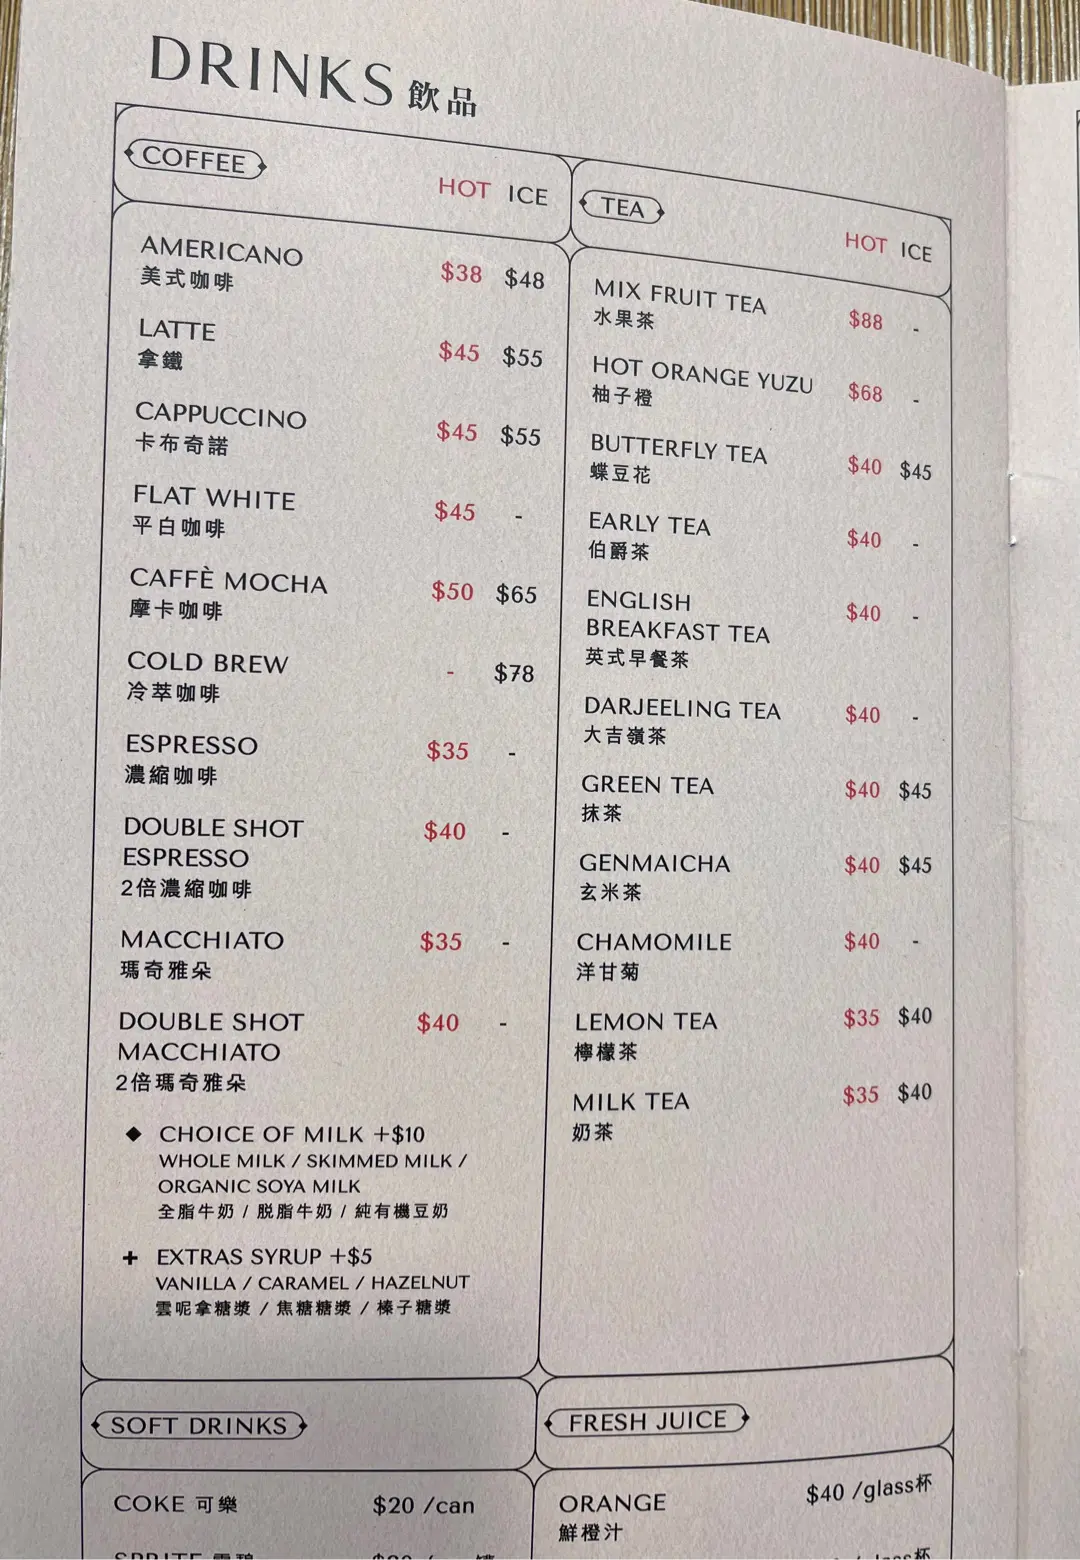 DRINKS 飲品
COFFEE
HOT ICE
AMERICANO $38 $48
美式咖啡
LATTE $45 $55
拿鐵
CAPPUCCINO $45 $55
卡布奇諾
FLAT WHITE $45 -
平白咖啡
CAFFÈ MOCHA $50 $65
摩卡咖啡
COLD BREW - $78
冷萃咖啡
ESPRESSO $35 -
濃縮咖啡
DOUBLE SHOT $40 -
ESPRESSO
2倍濃縮咖啡
MACCHIATO $35 -
瑪奇雅朵
DOUBLE SHOT $40 -
MACCHIATO
2倍瑪奇雅朵
◆ CHOICE OF MILK +$10
WHOLE MILK / SKIMMED MILK /
ORGANIC SOYA MILK
全脂牛奶 / 脱脂牛奶 / 純有機豆奶
+ EXTRAS SYRUP +$5
VANILLA / CARAMEL / HAZELNUT
雲呢拿糖漿 / 焦糖糖漿 / 榛子糖漿
TEA
HOT ICE
MIX FRUIT TEA $88 -
水果茶
HOT ORANGE YUZU $68 -
柚子橙
BUTTERFLY TEA $40 $45
蝶豆花
EARLY TEA $40 -
伯爵茶
ENGLISH $40 -
BREAKFAST TEA
英式早餐茶
DARJEELING TEA $40 -
大吉嶺茶
GREEN TEA $40 $45
抹茶
GENMAICHA $40 $45
玄米茶
CHAMOMILE $40 -
洋甘菊
LEMON TEA $35 $40
檸檬茶
MILK TEA $35 $40
奶茶
SOFT DRINKS
COKE 可樂 $20 /can
FRESH JUICE
ORANGE $40 /glass杯
鮮橙汁